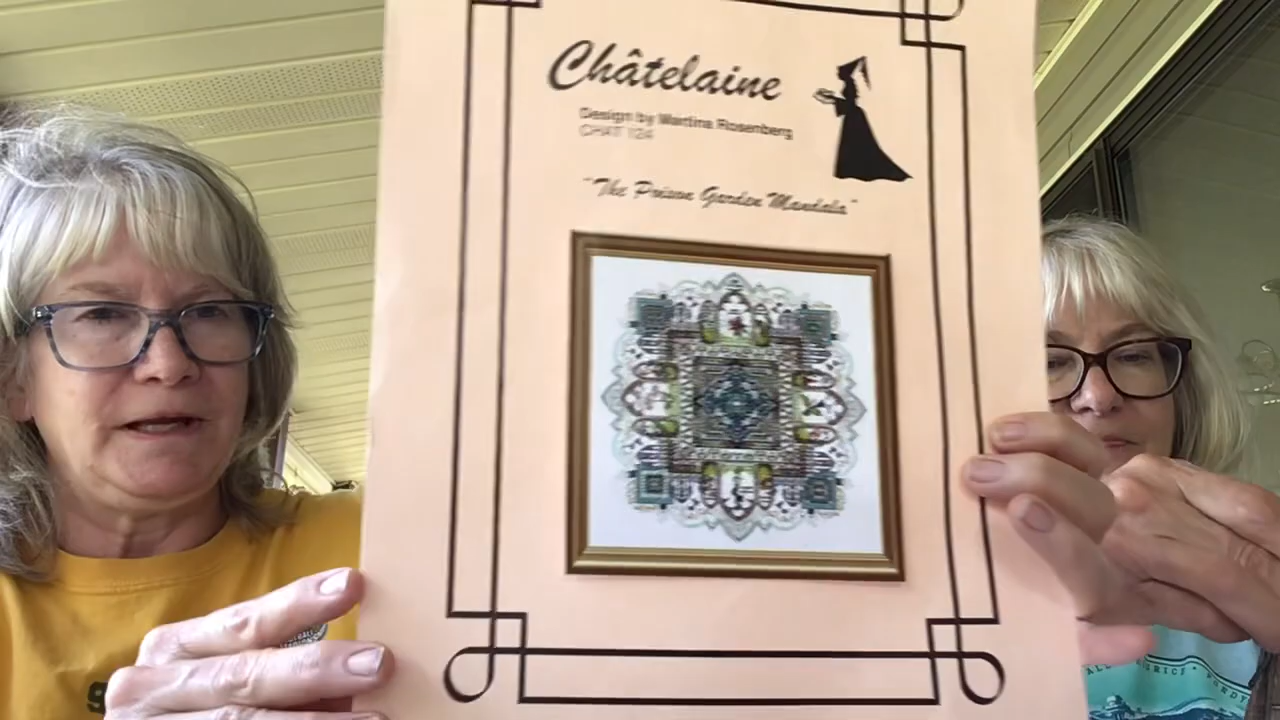 Châtelaine
Design by Martina Rosenberg
CHAT 124
"The Poison Garden Mandala"